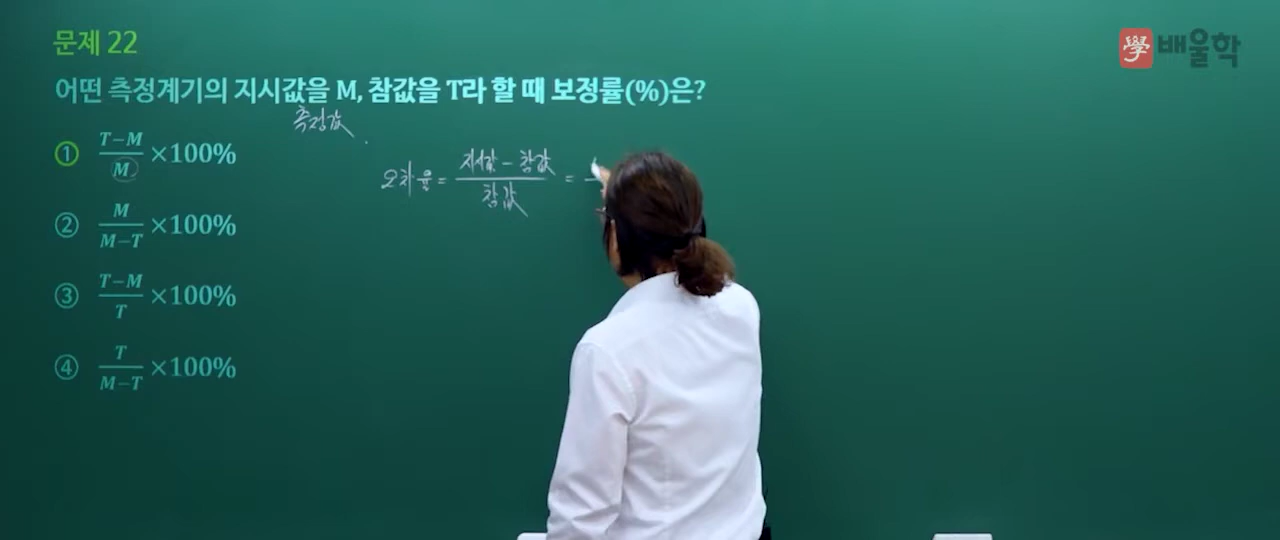 문제 22
學 배울학
어떤 측정계기의 지시값을 M, 참값을 T라 할 때 보정률(%)은?
측정값
① T-M/M ×100%
오차율 = 지시값 - 참값/참값 =
② M/M-T ×100%
③ T-M/T ×100%
④ T/M-T ×100%